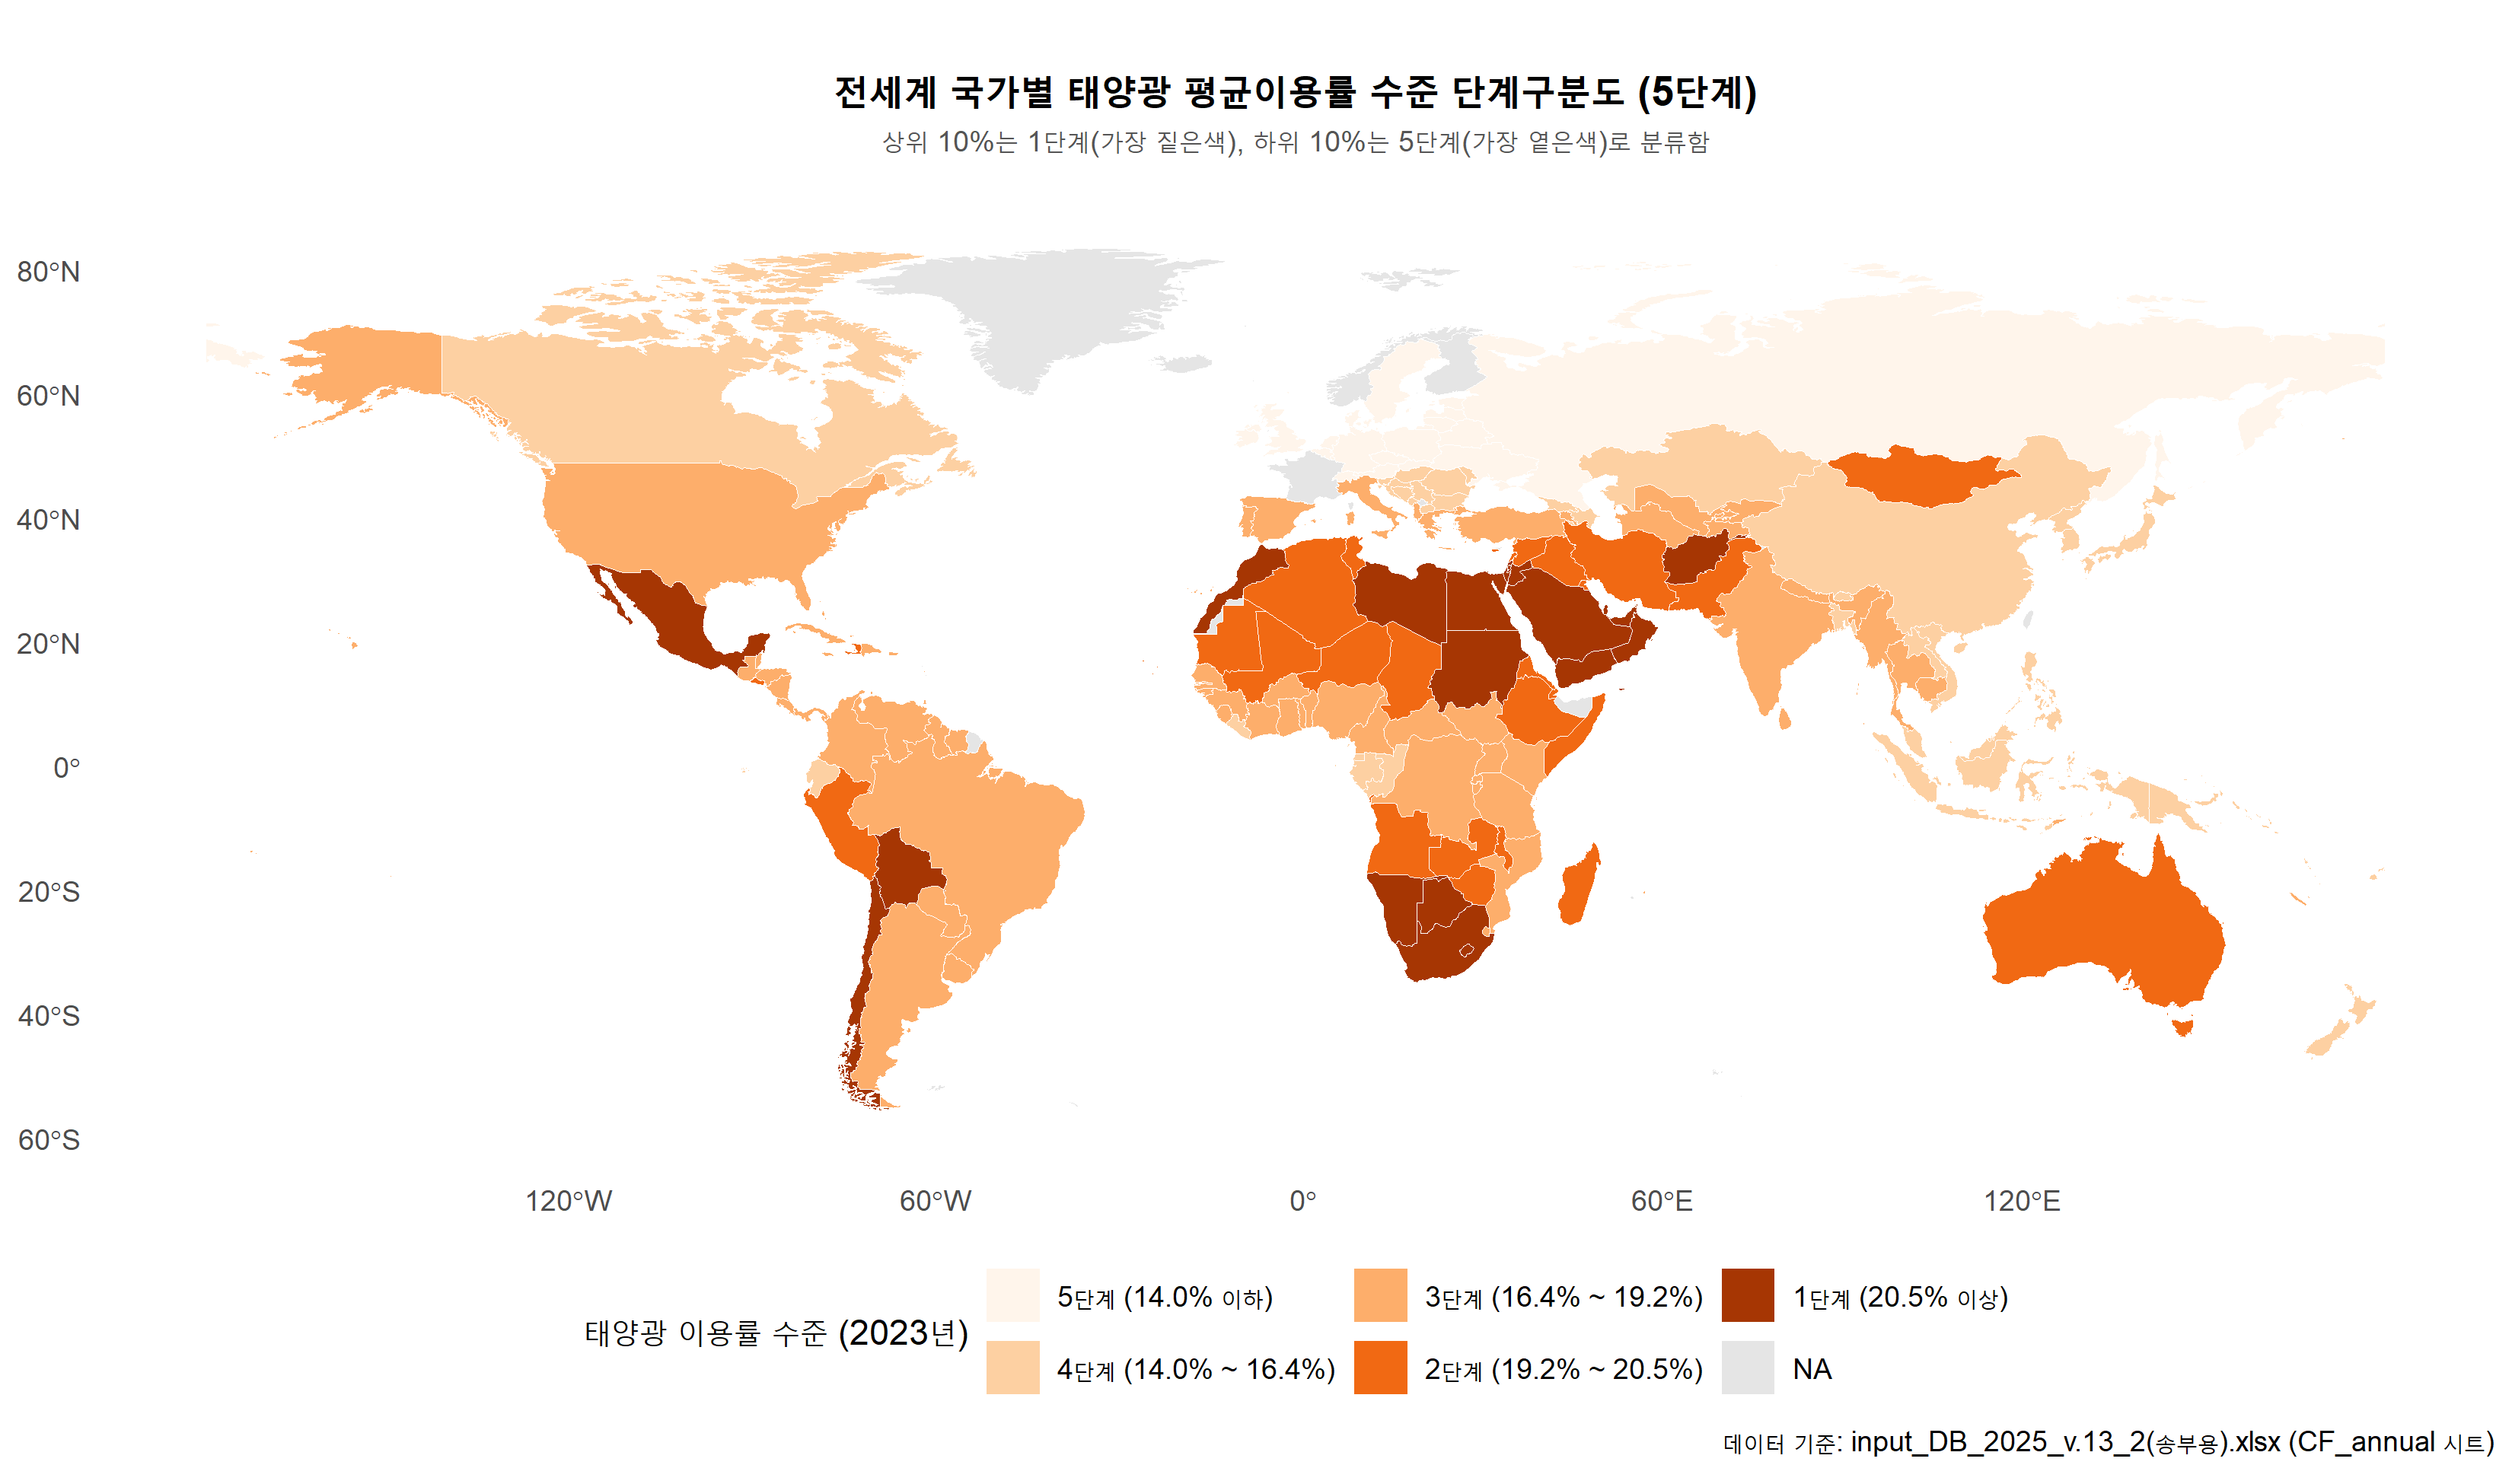 전세계 국가별 태양광 평균이용률 수준 단계구분도 (5단계)
상위 10%는 1단계(가장 짙은색), 하위 10%는 5단계(가장 옅은색)로 분류함
80°N
60°N
40°N
20°N
0°
20°S
40°S
60°S
120°W
60°W
0°
60°E
120°E
태양광 이용률 수준 (2023년)
5단계 (14.0% 이하)
3단계 (16.4% ~ 19.2%)
1단계 (20.5% 이상)
4단계 (14.0% ~ 16.4%)
2단계 (19.2% ~ 20.5%)
NA
데이터 기준: input_DB_2025_v.13_2(송부용).xlsx (CF_annual 시트)